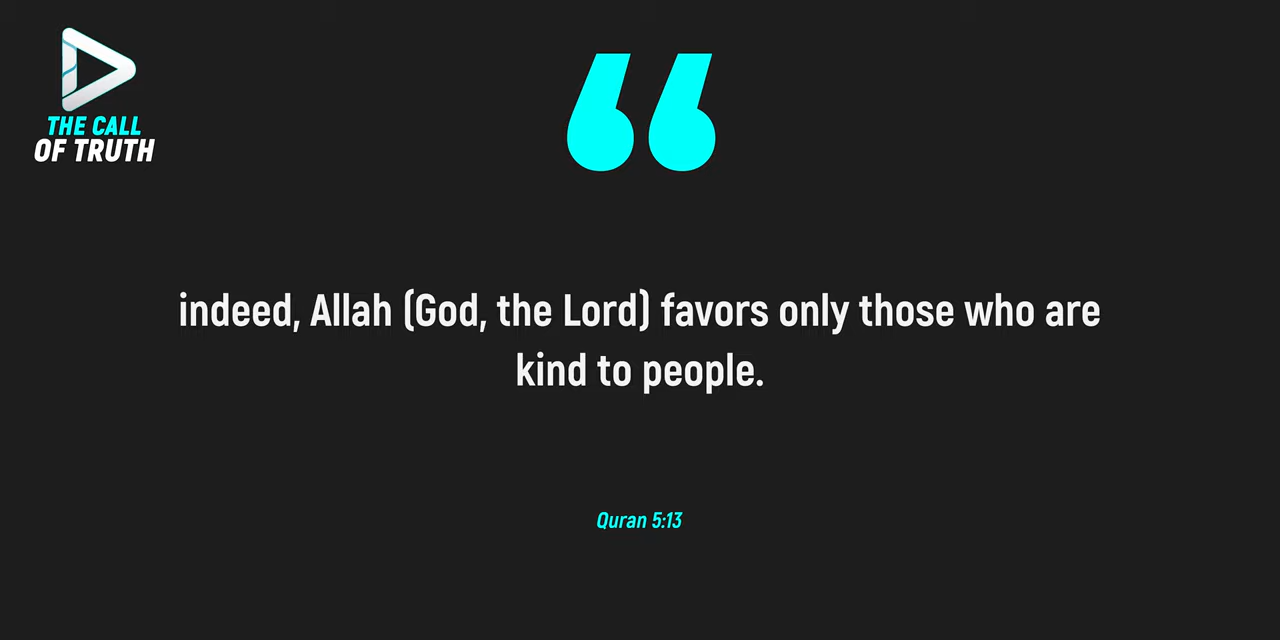 THE CALL
OF TRUTH
“
indeed, Allah (God, the Lord) favors only those who are
kind to people.
Quran 5:13